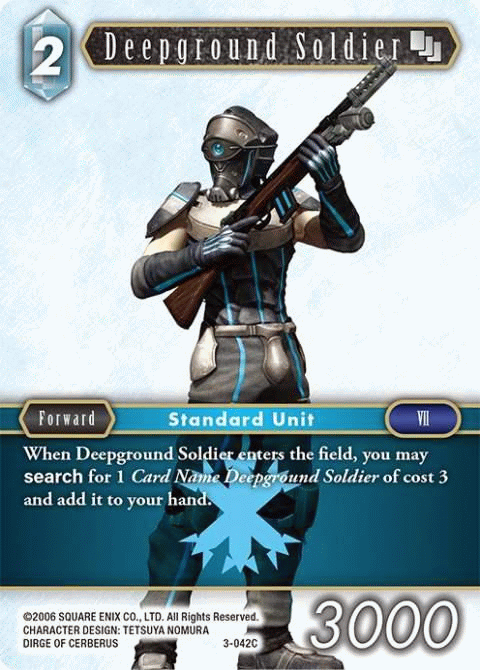 2
Deepground Soldier
Forward
Standard Unit
VII
When Deepground Soldier enters the field, you may
search for 1 Card Name Deepground Soldier of cost 3
and add it to your hand.
©2006 SQUARE ENIX CO., LTD. All Rights Reserved.
CHARACTER DESIGN: TETSUYA NOMURA
DIRGE OF CERBERUS
3-042C
3000